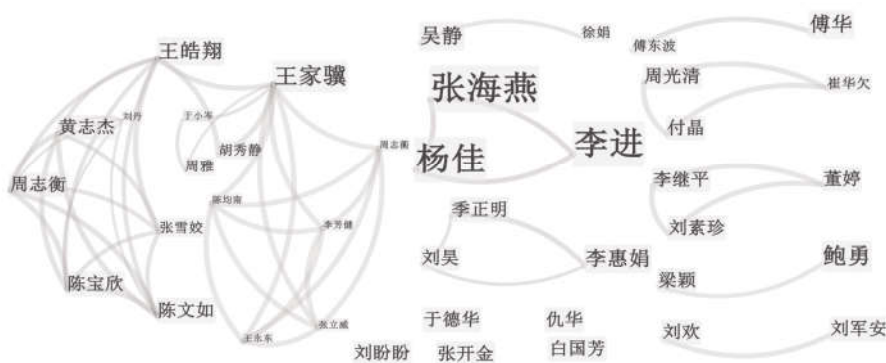 王皓翔
王家骥
黄志杰
刘丹
于小岑
胡秀静
周雅
周志衡
周志衡
陈均南
张雪姣
李芳健
陈宝欣
陈文如
王永东
张立威
吴静
徐娟
傅东波
傅华
张海燕
周光清
崔华欠
杨佳
李进
付晶
李继平
董婷
季正明
刘素珍
刘昊
李惠娟
梁颖
鲍勇
于德华
仇华
刘欢
刘军安
刘盼盼
张开金
白国芳